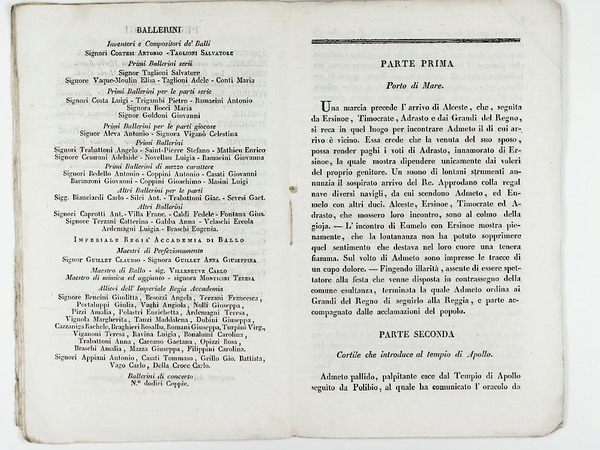 BALLERINI
Inventori e Compositori de' Balli
Signori CORTESI ANTONIO - TAGLIONI SALVATORE
Primi Ballerini serii
Signor Taglioni Salvatore
Signore Vaque-Moulin Elisa - Taglioni Adele - Conti Maria
Primi Ballerini per le parti serie
Signori Costa Luigi - Trigambi Pietro - Ramacini Antonio
Signora Bocci Maria
Signor Goldoni Giovanni
Primi Ballerini per le parti giocose
Signor Aleva Antonio - Signora Viganò Celestina
Primi Ballerini di mezzo carattere
Signori Trabattoni Angelo - Saint-Pierre Stefano - Mathieu Enrico
Signore Cesarani Adelaide - Novellau Luigia - Ramacini Giovanna
Primi Ballerini
Signori Bedello Antonio - Coppini Antonio - Casati Giovanni
Baranzoni Giovanni - Coppini Gioachimo - Masini Luigi
Altri Ballerini per le parti
Sigg. Bianciardi Carlo - Silei Ant. - Trabattoni Giac. - Sevesi Gaet.
Altri Ballerini
Signori Caprotti Ant. - Villa Franc. - Caldi Fedele - Fontana Gius.
Signore Terzani Catterina - Gabba Anna - Velaschi Ercola
Ardemagni Luigia - Braschi Eugenia.
IMPERIALE REGIA ACCADEMIA DI BALLO
Maestri di Perfezionamento
Signor GUILLET CLAUDIO - Signora GUILLET ANNA GIUSEPPINA
Maestro di Ballo - sig. VILLENEUVE CARLO
Maestro di mimica ed aggiunto - signora MONTICINI TERESA
Allievi dell' Imperiale Regia Accademia
Signore Bencini Giuditta, Besozzi Angela, Terzani Francesca,
Portaluppi Giudia, Vaghi Angiola, Nolli Giuseppa,
Pizzi Amalia, Polastri Enrichetta, Ardemagni Teresa,
Vignola Margherita, Tanzi Maddalena, Dubini Giuseppa,
Cazzaniga Rachele, Braghieri Rosalba, Romani Giuseppa, Turpini Virg.,
Viganoni Teresa, Ravina Luigia, Bonalumi Carolina,
Trabattoni Anna, Carcano Gaetana, Opizzi Rosa,
Braschi Amalia, Mazza Giuseppa, Filippini Carolina.
Signori Appiani Antonio, Casati Tommaso, Grillo Gio. Battista,
Vago Carlo, Della Croce Carlo.
Ballerini di concerto
N.° dodici Coppie.
PARTE PRIMA
Porto di Mare.
Una marcia precede l'arrivo di Alceste, che, seguita
da Ersinoe, Timocrate, Adrasto e dai Grandi del Regno,
si reca in quel luogo per incontrare Admeto il di cui ar-
rivo è vicino. Essa crede che la venuta del suo sposo,
possa render paghi i voti di Adrasto, innamorato di Er-
sinoe, la quale mostra dipendere unicamente dai voleri
del proprio genitore. Un suono di lontani strumenti an-
nunzia il sospirato arrivo del Re. Approdano colla regal
nave diversi navigli, da cui scendono Admeto, ed Eu-
melo con altri duci. Alceste, Ersinoe, Timocrate ed A-
drasto, che mossero loro incontro, sono al colmo della
gioja. — L'incontro di Eumelo con Ersinoe mostra pie-
namente, che la lontananza non ha potuto sopprimere
quel sentimento che destava nel loro cuore una tenera
fiamma. Sul volto di Admeto sono impresse le tracce di
un cupo dolore. — Fingendo illarità, assente di essere spet-
tatore alla festa che venne disposta in contrassegno della
comune esultanza, terminata la quale Admeto ordina ai
Grandi del Regno di seguirlo alla Reggia, e parte ac-
compagnato dalle acclamazioni del popolo.
PARTE SECONDA
Cortile che introduce al tempio di Apollo.
Admeto pallido, palpitante esce dal Tempio di Apollo
seguito da Polibio, al quale ha comunicato l'oracolo da